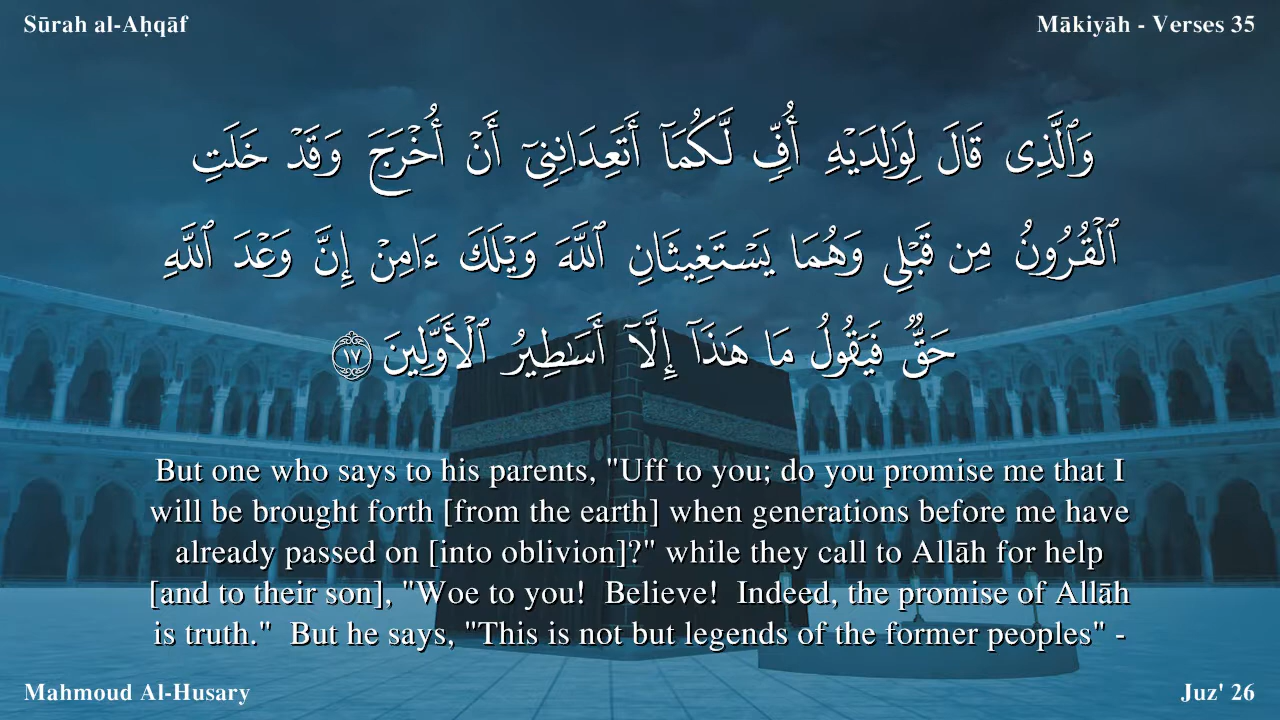 Sūrah al-Aḥqāf
Mākiyāh - Verses 35
وَٱلَّذِى قَالَ لِوَٰلِدَيْهِ أُفٍّ لَّكُمَآ أَتَعِدَانِنِىٓ أَنْ أُخْرَجَ وَقَدْ خَلَتِ
ٱلْقُرُونُ مِن قَبْلِى وَهُمَا يَسْتَغِيثَانِ ٱللَّهَ وَيْلَكَ ءَامِنْ إِنَّ وَعْدَ ٱللَّهِ
حَقٌّ فَيَقُولُ مَا هَـٰذَآ إِلَّآ أَسَـٰطِيرُ ٱلْأَوَّلِينَ ١٧
But one who says to his parents, "Uff to you; do you promise me that I
will be brought forth [from the earth] when generations before me have
already passed on [into oblivion]?" while they call to Allāh for help
[and to their son], "Woe to you!  Believe!  Indeed, the promise of Allāh
is truth."  But he says, "This is not but legends of the former peoples" -
Mahmoud Al-Husary
Juz' 26